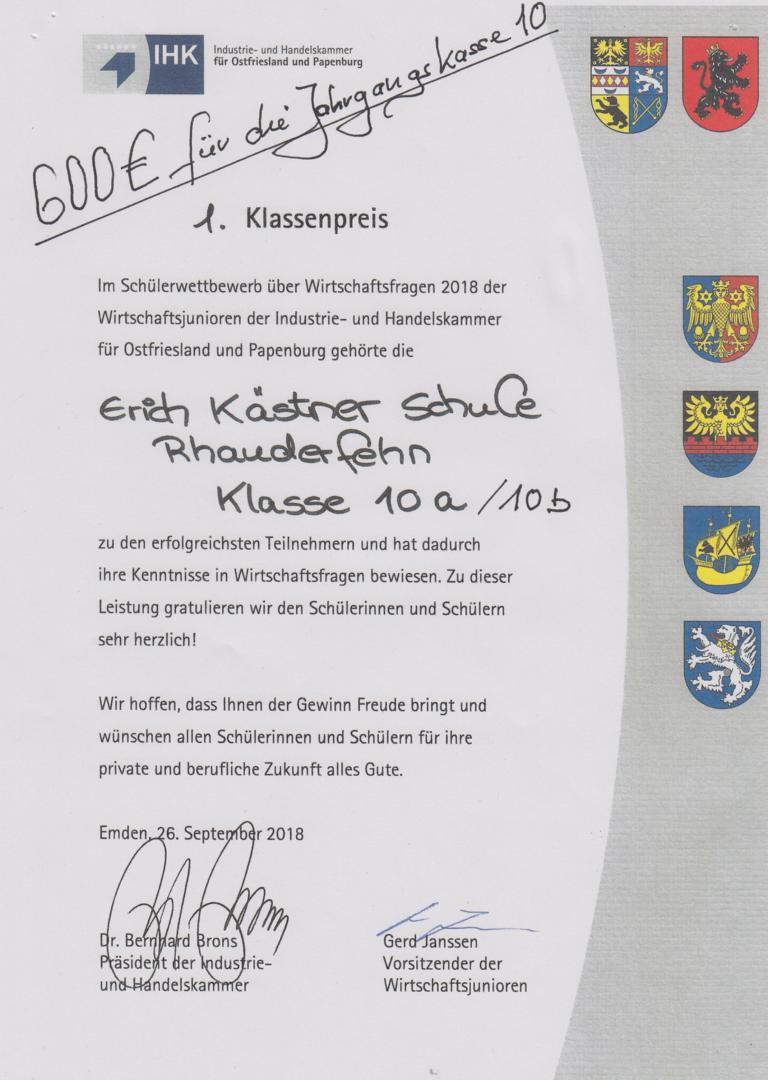 IHK
Industrie- und Handelskammer
für Ostfriesland und Papenburg
600€ für die Jahrgangskasse 10
1. Klassenpreis
Im Schülerwettbewerb über Wirtschaftsfragen 2018 der
Wirtschaftsjunioren der Industrie- und Handelskammer
für Ostfriesland und Papenburg gehörte die
Erich Kästner Schule
Rhauderfehn
Klasse 10a/10b
zu den erfolgreichsten Teilnehmern und hat dadurch
ihre Kenntnisse in Wirtschaftsfragen bewiesen. Zu dieser
Leistung gratulieren wir den Schülerinnen und Schülern
sehr herzlich!
Wir hoffen, dass Ihnen der Gewinn Freude bringt und
wünschen allen Schülerinnen und Schülern für ihre
private und berufliche Zukunft alles Gute.
Emden, 26. September 2018
Dr. Bernhard Brons
Präsident der Industrie-
und Handelskammer
Gerd Janssen
Vorsitzender der
Wirtschaftsjunioren